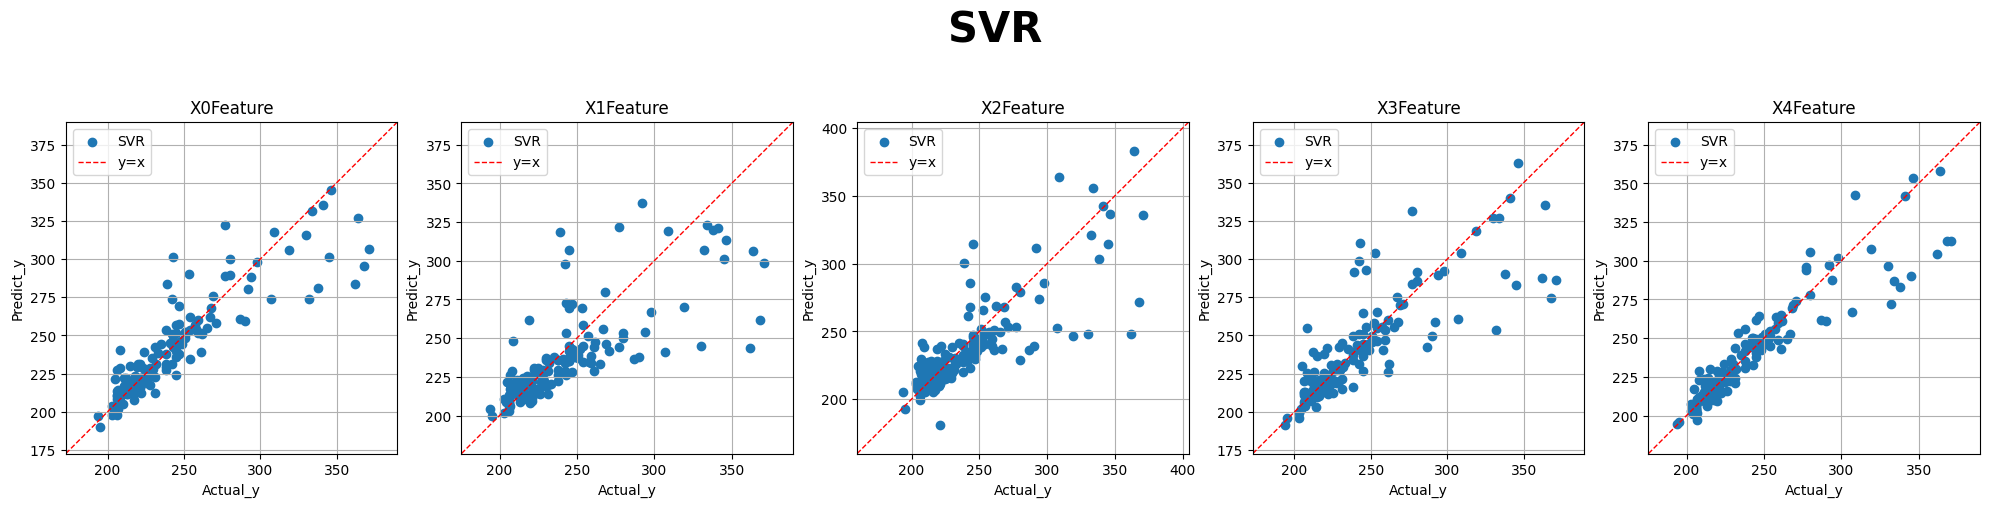 SVR
X0Feature
SVR
y=x
375
350
325
300
275
250
225
200
175
Predict_y
200
250
300
350
Actual_y
X1Feature
SVR
y=x
375
350
325
300
275
250
225
200
Predict_y
200
250
300
350
Actual_y
X2Feature
SVR
y=x
400
350
300
250
200
Predict_y
200
250
300
350
400
Actual_y
X3Feature
SVR
y=x
375
350
325
300
275
250
225
200
175
Predict_y
200
250
300
350
Actual_y
X4Feature
SVR
y=x
375
350
325
300
275
250
225
200
Predict_y
200
250
300
350
Actual_y